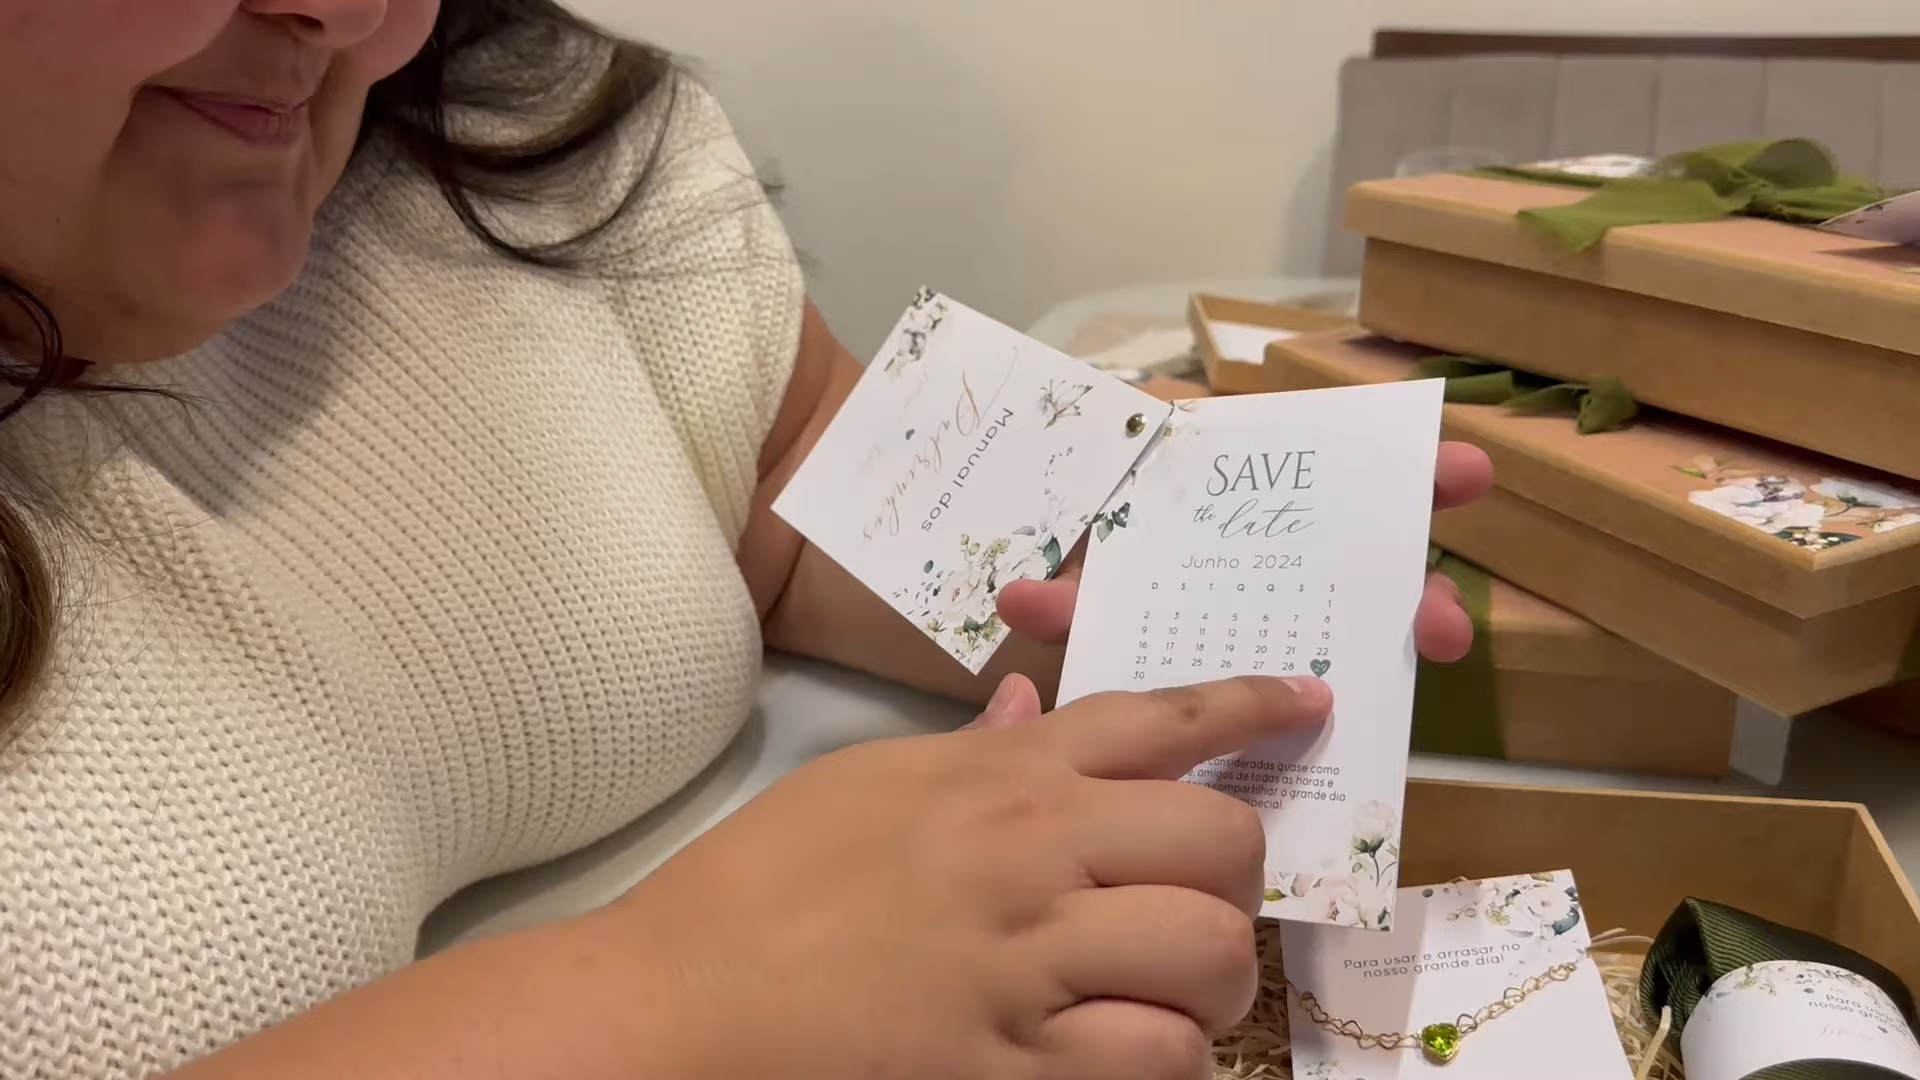 Manual dos
Padrinhos
SAVE
the date
Junho 2024
D S T Q Q S S
1
2 3 4 5 6 7 8
9 10 11 12 13 14 15
16 17 18 19 20 21 22
23 24 25 26 27 28 29
30
consideradas quase como
amigos de todas as horas e
compartilhar o grande dia
especial.
Para usar e arrasar no
nosso grande dia!
Para
nosso